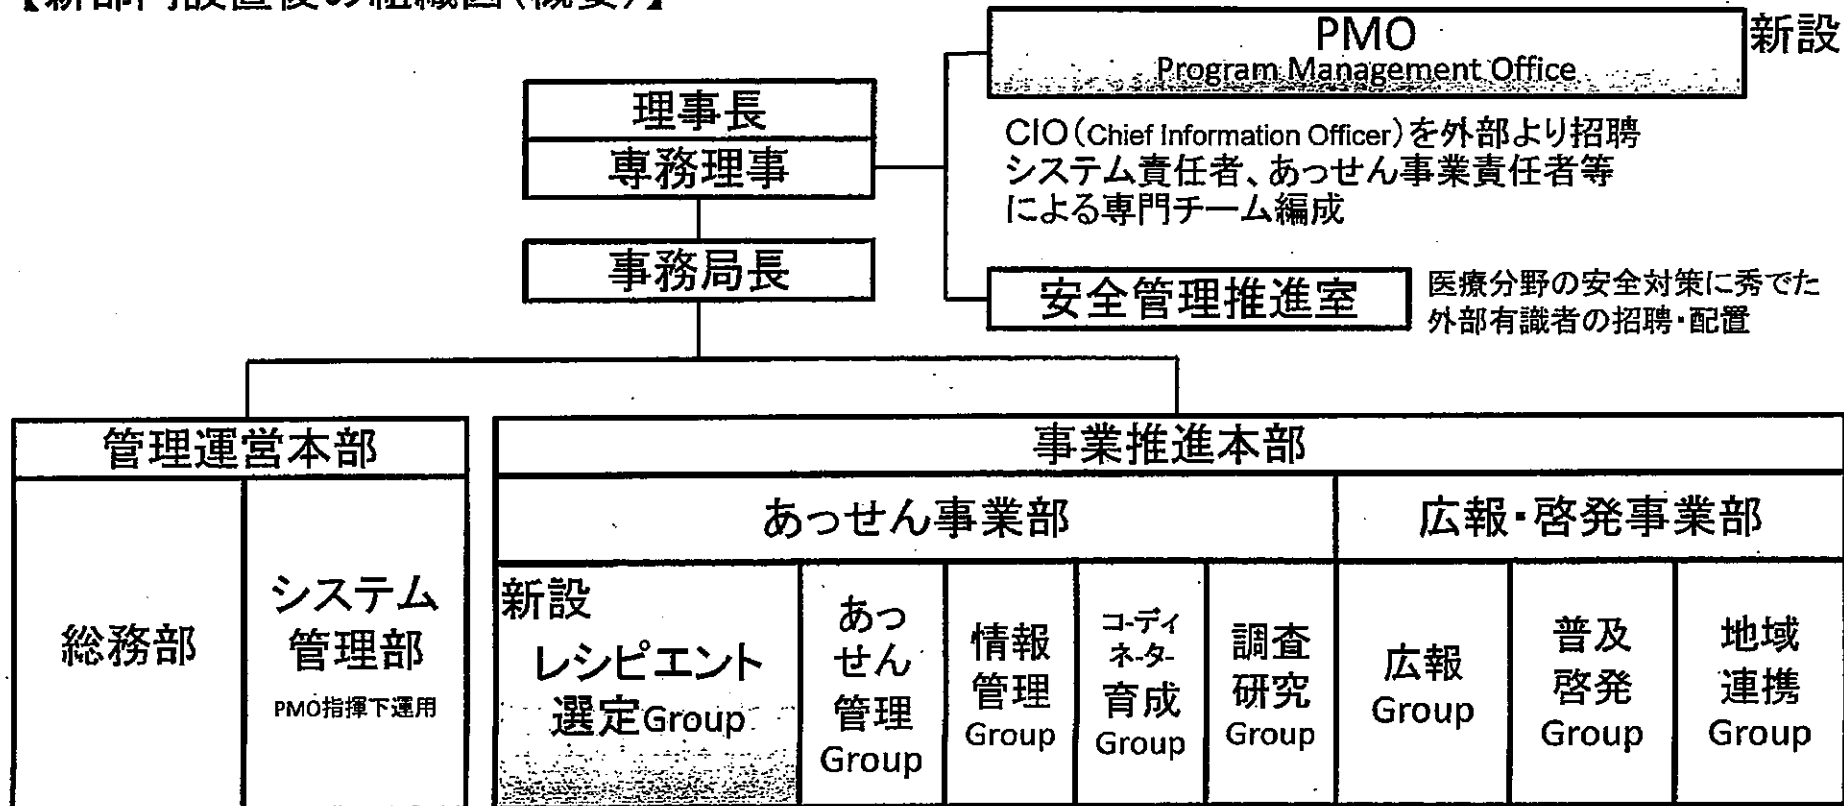 【新部門設置後の組織図(概要)】
PMO
Program Management Office
新設
理事長
専務理事
CIO(Chief Information Officer)を外部より招聘
システム責任者、あっせん事業責任者等
による専門チーム編成
事務局長
安全管理推進室
医療分野の安全対策に秀でた
外部有識者の招聘・配置
管理運営本部
総務部
システム
管理部
PMO指揮下運用
事業推進本部
あっせん事業部
新設
レシピエント
選定Group
あっ
せん
管理
Group
情報
管理
Group
コーディ
ネーター
育成
Group
調査
研究
Group
広報・啓発事業部
広報
Group
普及
啓発
Group
地域
連携
Group